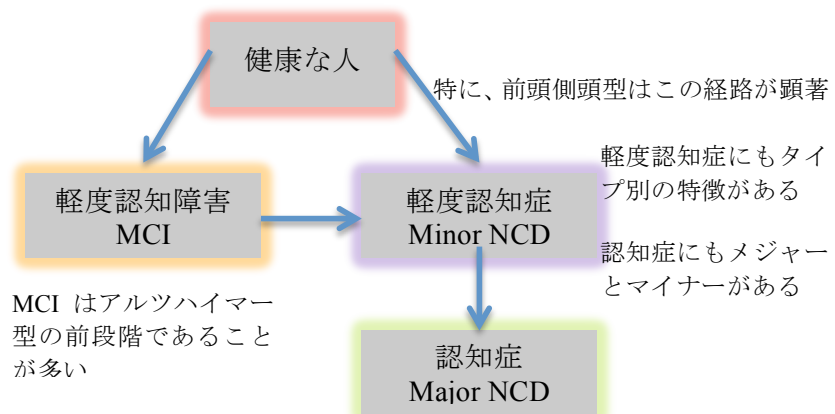 健康な人
特に、前頭側頭型はこの経路が顕著
軽度認知障害
MCI
軽度認知症
Minor NCD
軽度認知症にもタイ
プ別の特徴がある
認知症にもメジャー
とマイナーがある
MCI はアルツハイマー
型の前段階であること
が多い
認知症
Major NCD